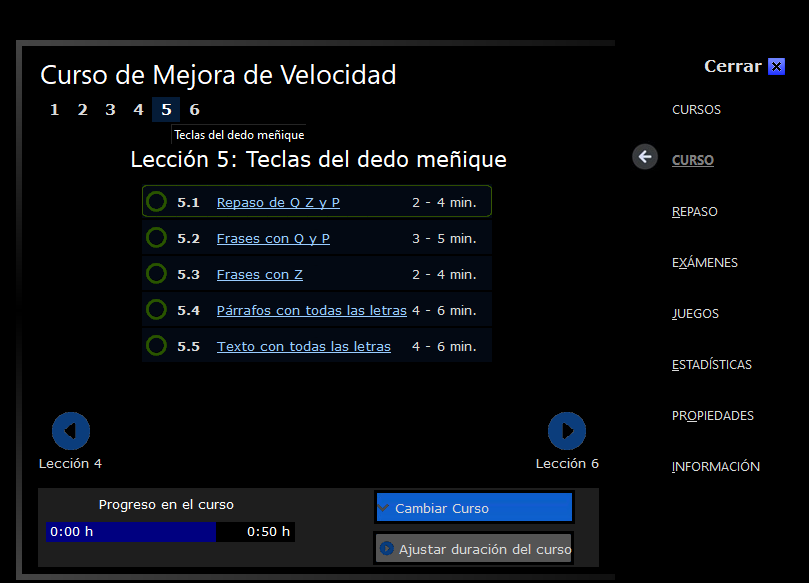 Cerrar
Curso de Mejora de Velocidad
1 2 3 4 5 6
Teclas del dedo meñique
Lección 5: Teclas del dedo meñique
5.1 Repaso de Q Z y P 2 - 4 min.
5.2 Frases con Q y P 3 - 5 min.
5.3 Frases con Z 2 - 4 min.
5.4 Párrafos con todas las letras 4 - 6 min.
5.5 Texto con todas las letras 4 - 6 min.
Lección 4
Lección 6
Progreso en el curso
0:00 h 0:50 h
Cambiar Curso
Ajustar duración del curso
CURSOS
CURSO
REPASO
EXÁMENES
JUEGOS
ESTADÍSTICAS
PROPIEDADES
INFORMACIÓN